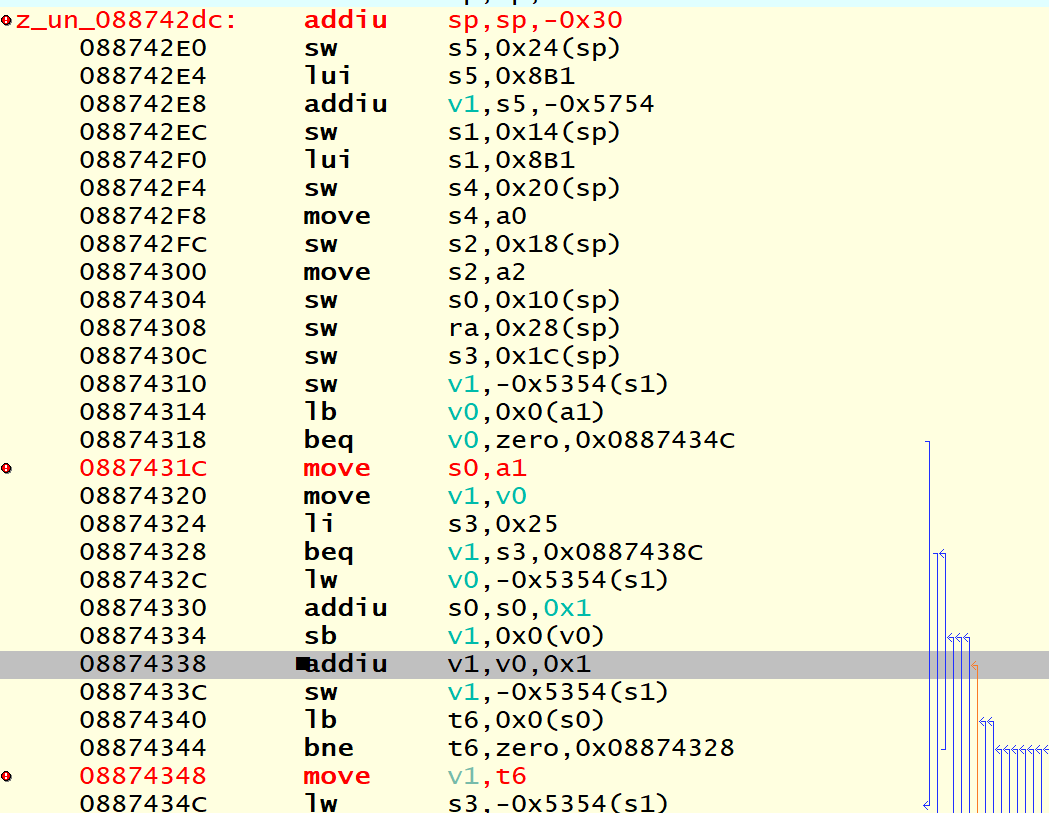 z_un_088742dc: addiu sp,sp,-0x30
088742E0 sw s5,0x24(sp)
088742E4 lui s5,0x8B1
088742E8 addiu v1,s5,-0x5754
088742EC sw s1,0x14(sp)
088742F0 lui s1,0x8B1
088742F4 sw s4,0x20(sp)
088742F8 move s4,a0
088742FC sw s2,0x18(sp)
08874300 move s2,a2
08874304 sw s0,0x10(sp)
08874308 sw ra,0x28(sp)
0887430C sw s3,0x1C(sp)
08874310 sw v1,-0x5354(s1)
08874314 lb v0,0x0(a1)
08874318 beq v0,zero,0x0887434C
0887431C move s0,a1
08874320 move v1,v0
08874324 li s3,0x25
08874328 beq v1,s3,0x0887438C
0887432C lw v0,-0x5354(s1)
08874330 addiu s0,s0,0x1
08874334 sb v1,0x0(v0)
08874338 ■addiu v1,v0,0x1
0887433C sw v1,-0x5354(s1)
08874340 lb t6,0x0(s0)
08874344 bne t6,zero,0x08874328
08874348 move v1,t6
0887434C lw s3,-0x5354(s1)